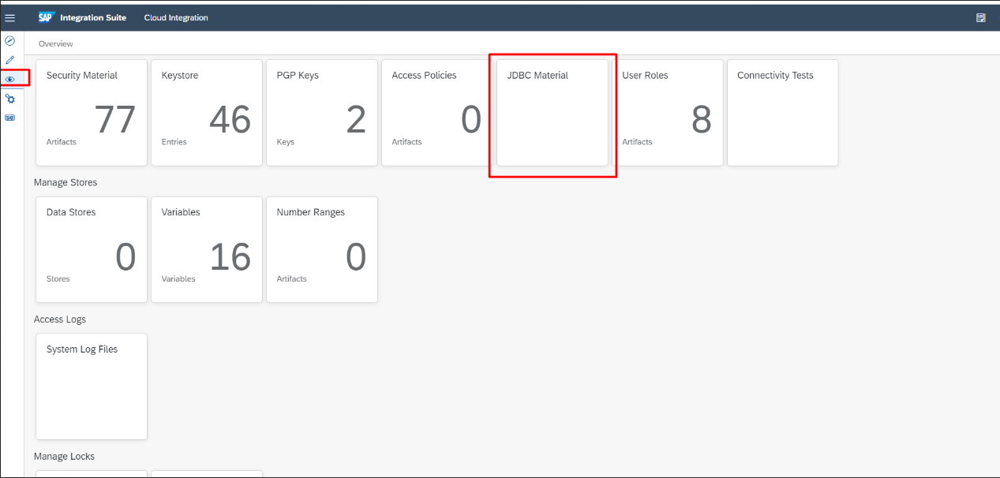 SAP Integration Suite Cloud Integration
Overview
Security Material
77
Artifacts
Keystore
46
Entries
PGP Keys
2
Keys
Access Policies
0
Artifacts
JDBC Material
User Roles
8
Artifacts
Connectivity Tests
Manage Stores
Data Stores
0
Stores
Variables
16
Variables
Number Ranges
0
Artifacts
Access Logs
System Log Files
Manage Locks